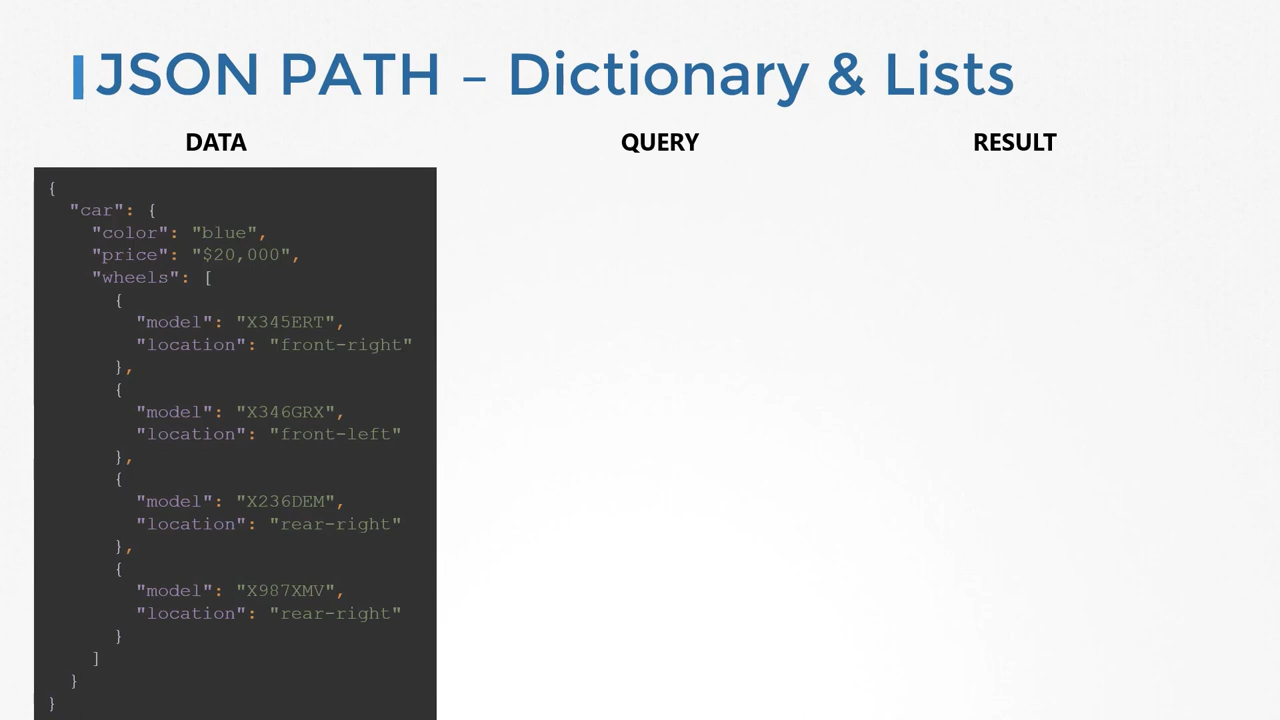 JSON PATH – Dictionary & Lists
DATA
QUERY
RESULT
{
"car": {
"color": "blue",
"price": "$20,000",
"wheels": [
{
"model": "X345ERT",
"location": "front-right"
},
{
"model": "X346GRX",
"location": "front-left"
},
{
"model": "X236DEM",
"location": "rear-right"
},
{
"model": "X987XMV",
"location": "rear-right"
}
]
}
}